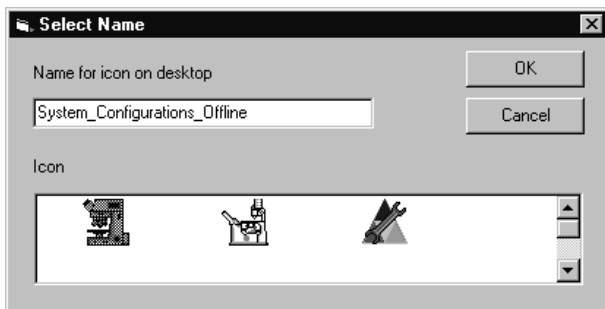 Select Name
Name for icon on desktop
OK
System_Configurations_Offline
Cancel
Icon